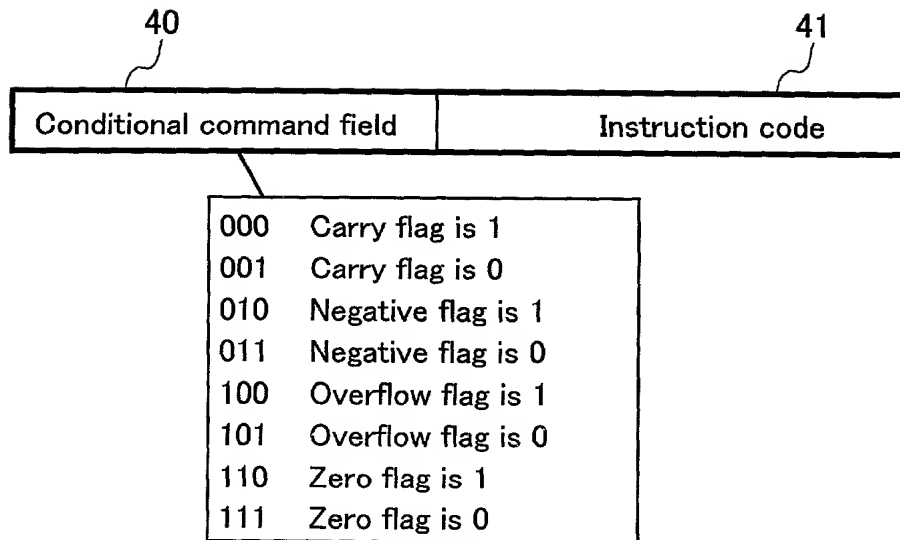 40 41
Conditional command field Instruction code
000 Carry flag is 1
001 Carry flag is 0
010 Negative flag is 1
011 Negative flag is 0
100 Overflow flag is 1
101 Overflow flag is 0
110 Zero flag is 1
111 Zero flag is 0